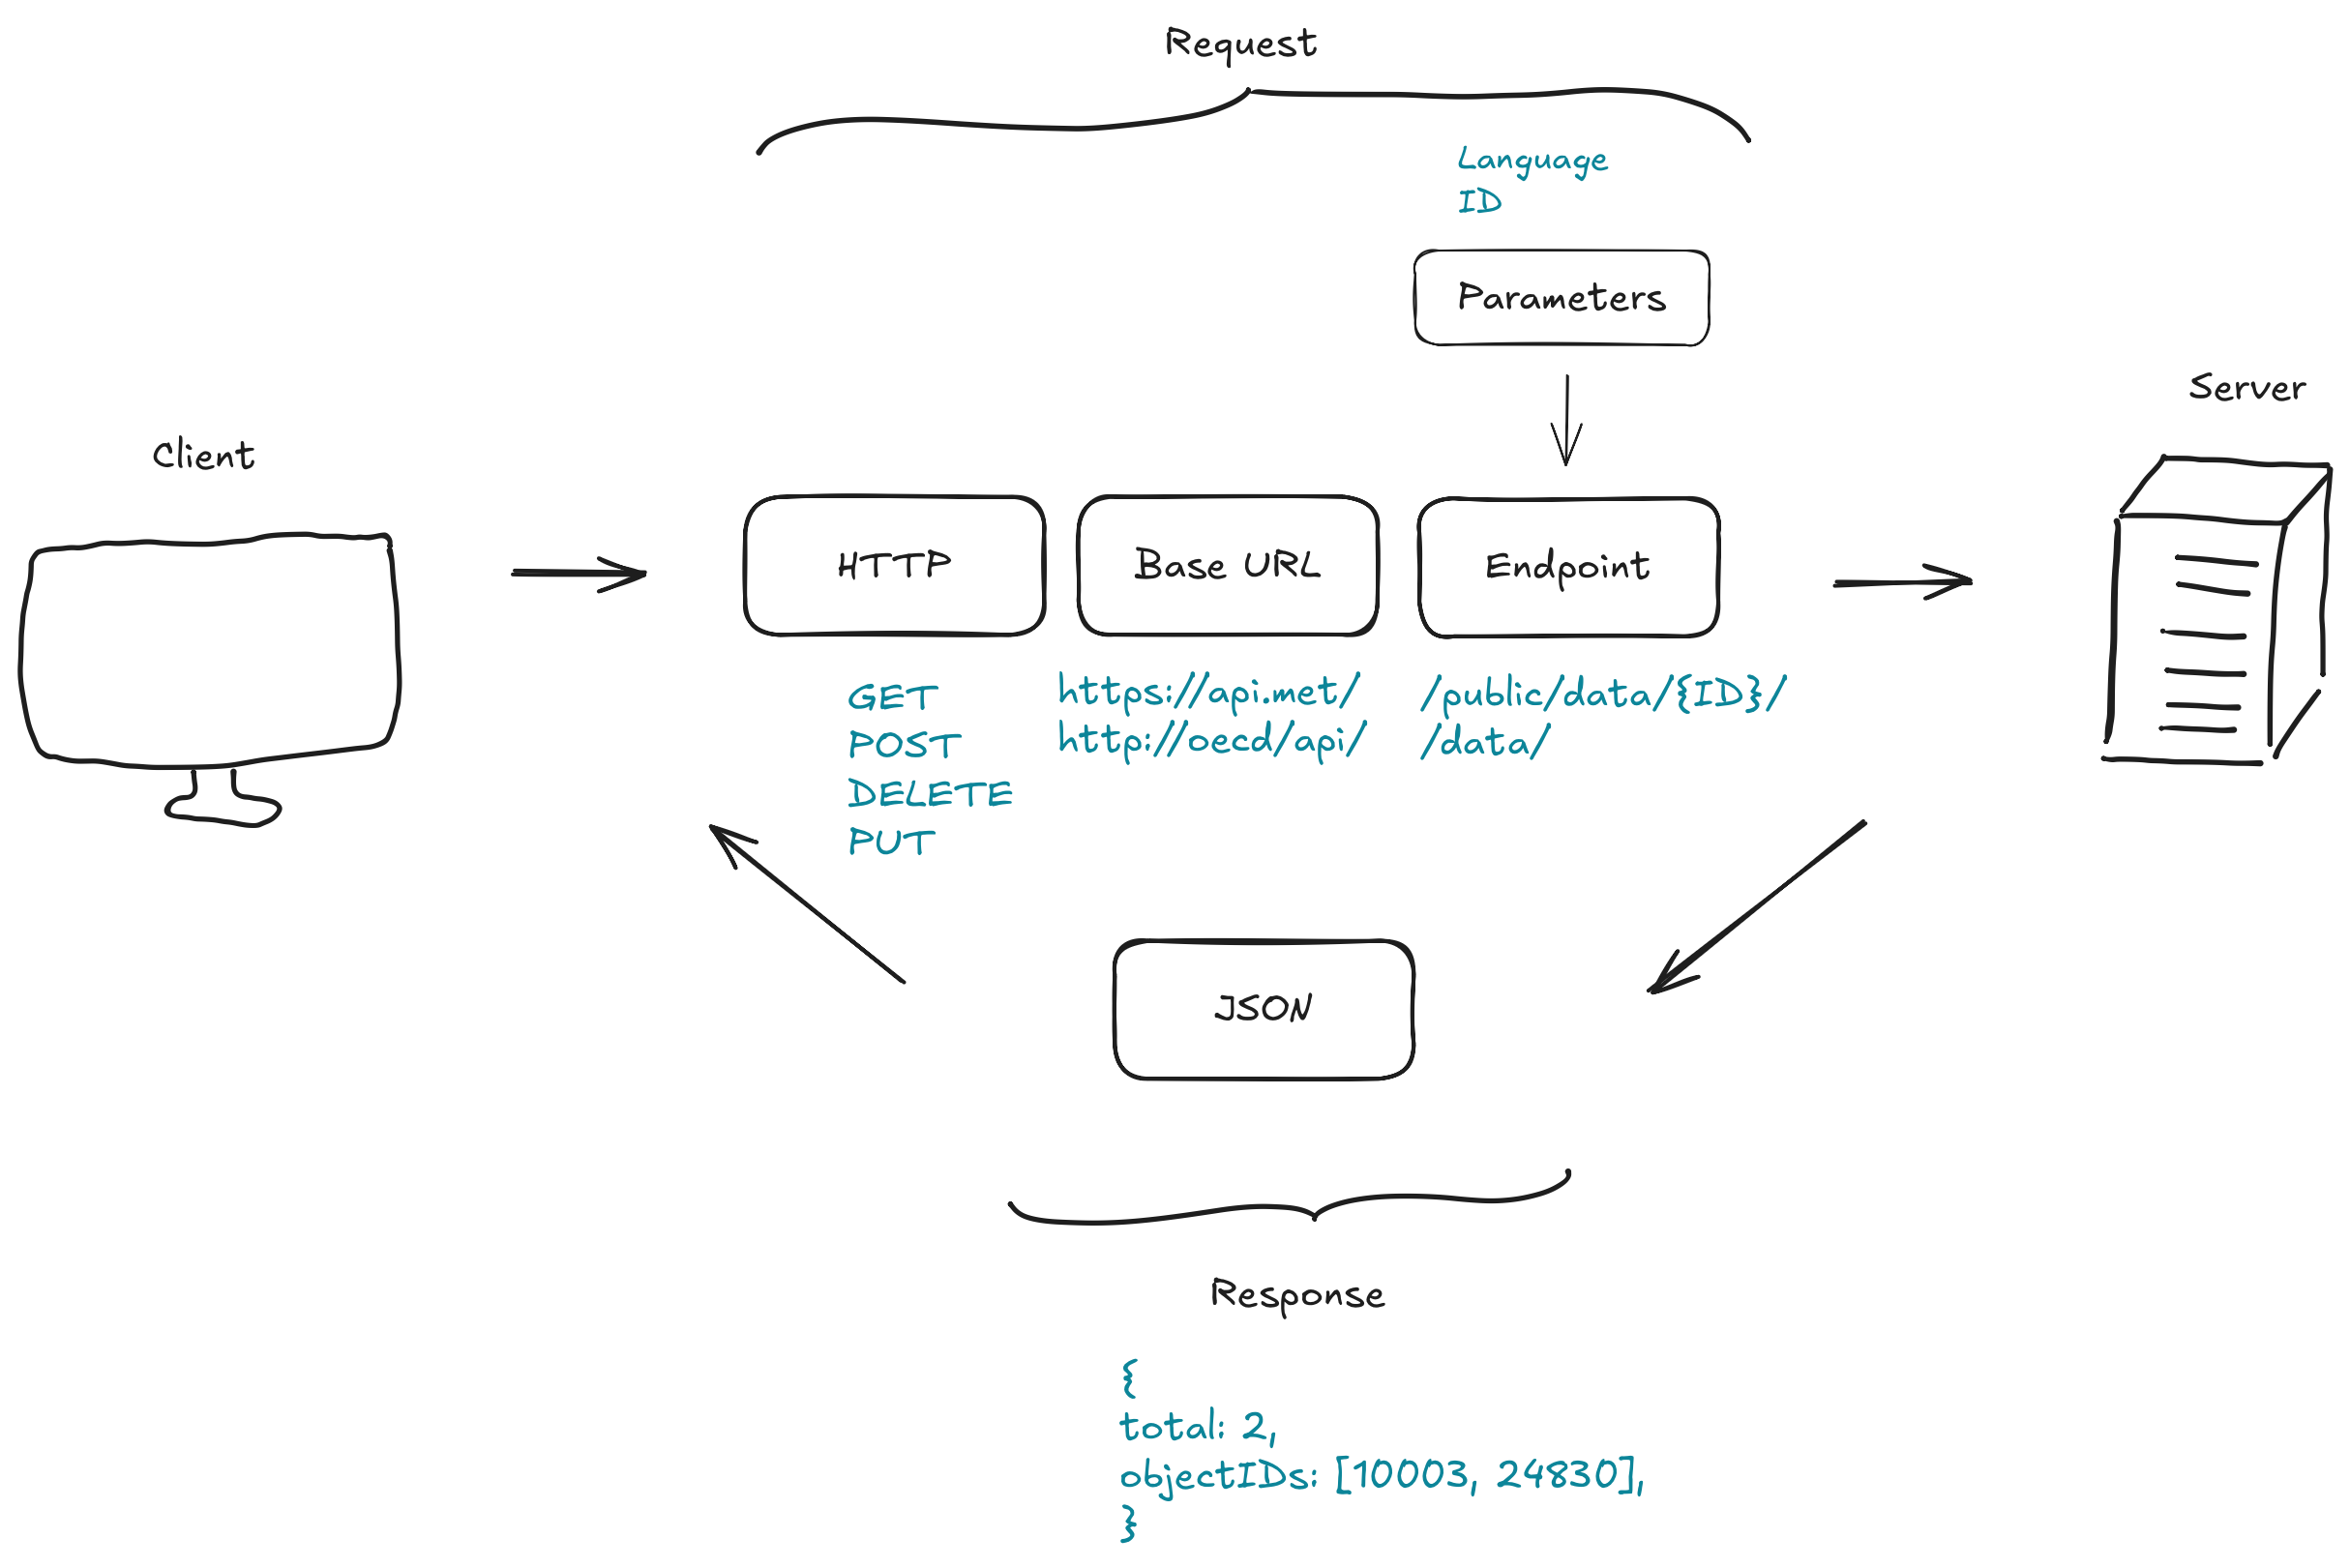 Request
Language
ID
Parameters
Server
Client
HTTP
Base URL
Endpoint
GET
POST
DELETE
PUT
https://api.met/
http://oecd/api/
/public/data/{ID}/
/data/
JSON
Response
{
total: 2,
objectIDs: [10003, 24830],
}